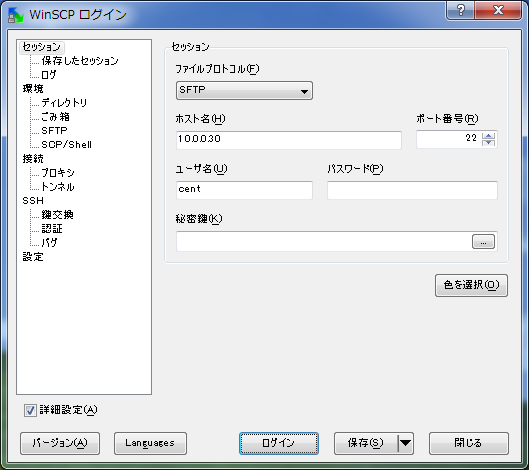 WinSCP ログイン
セッション
保存したセッション
ログ
環境
ディレクトリ
ごみ箱
SFTP
SCP/Shell
接続
プロキシ
トンネル
SSH
鍵交換
認証
バグ
設定
セッション
ファイルプロトコル(F)
SFTP
ホスト名(H)
ポート番号(R)
10.0.0.30
22
ユーザ名(U)
パスワード(P)
cent
秘密鍵(K)
...
色を選択(O)
詳細設定(A)
バージョン(A)
Languages
ログイン
保存(S)
閉じる